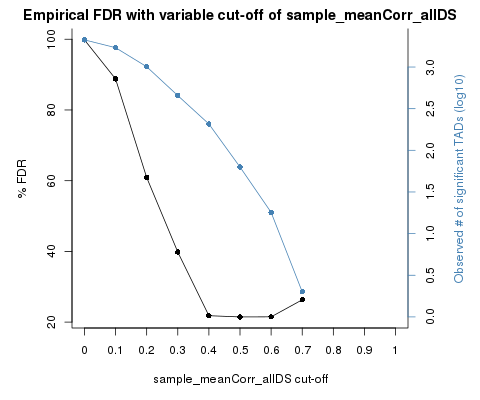 Empirical FDR with variable cut-off of sample_meanCorr_allDS
% FDR
100
80
60
40
20
3.0
2.5
2.0
1.5
1.0
0.5
0.0
Observed # of significant TADs (log10)
0 0.1 0.2 0.3 0.4 0.5 0.6 0.7 0.8 0.9 1
sample_meanCorr_allDS cut-off